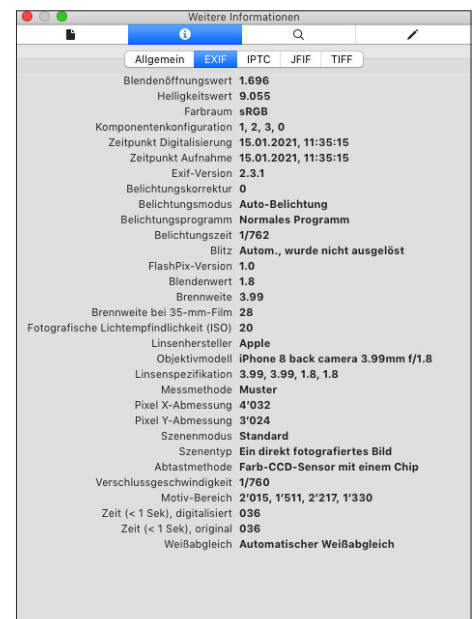 Weitere Informationen
Allgemein EXIF IPTC JFIF TIFF
Blendenöffnungswert 1.696
Helligkeitswert 9.055
Farbraum sRGB
Komponentenkonfiguration 1, 2, 3, 0
Zeitpunkt Digitalisierung 15.01.2021, 11:35:15
Zeitpunkt Aufnahme 15.01.2021, 11:35:15
Exif-Version 2.3.1
Belichtungskorrektur 0
Belichtungsmodus Auto-Belichtung
Belichtungsprogramm Normales Programm
Belichtungszeit 1/762
Blitz Autom., wurde nicht ausgelöst
FlashPix-Version 1.0
Blendenwert 1.8
Brennweite 3.99
Brennweite bei 35-mm-Film 28
Fotografische Lichtempfindlichkeit (ISO) 20
Linsenhersteller Apple
Objektivmodell iPhone 8 back camera 3.99mm f/1.8
Linsenspezifikation 3.99, 3.99, 1.8, 1.8
Messmethode Muster
Pixel X-Abmessung 4’032
Pixel Y-Abmessung 3’024
Szenenmodus Standard
Szenentyp Ein direkt fotografiertes Bild
Abtastmethode Farb-CCD-Sensor mit einem Chip
Verschlussgeschwindigkeit 1/760
Motiv-Bereich 2’015, 1’511, 2’217, 1’330
Zeit (< 1 Sek), digitalisiert 036
Zeit (< 1 Sek), original 036
Weißabgleich Automatischer Weißabgleich